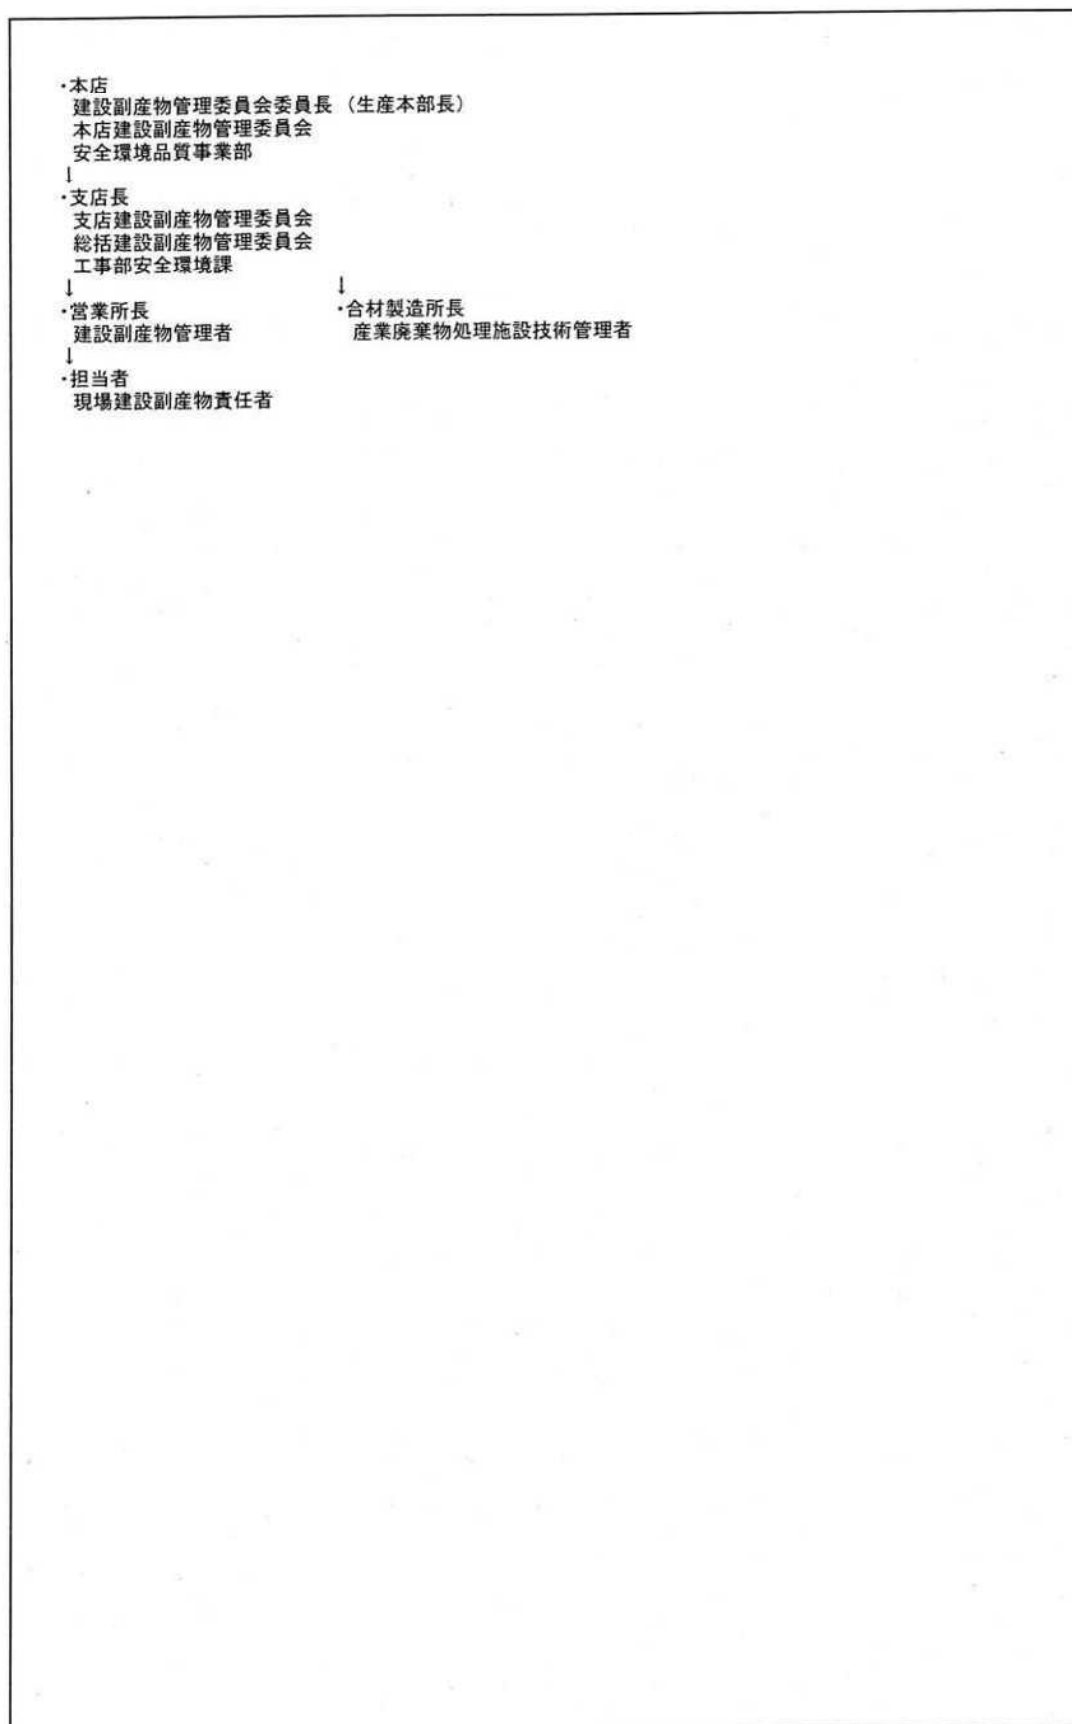 ・本店
建設副産物管理委員会委員長（生産本部長）
本店建設副産物管理委員会
安全環境品質事業部
↓
・支店長
支店建設副産物管理委員会
総括建設副産物管理委員会
工事部安全環境課
↓ ↓
・営業所長 ・合材製造所長
建設副産物管理者 産業廃棄物処理施設技術管理者
↓
・担当者
現場建設副産物責任者